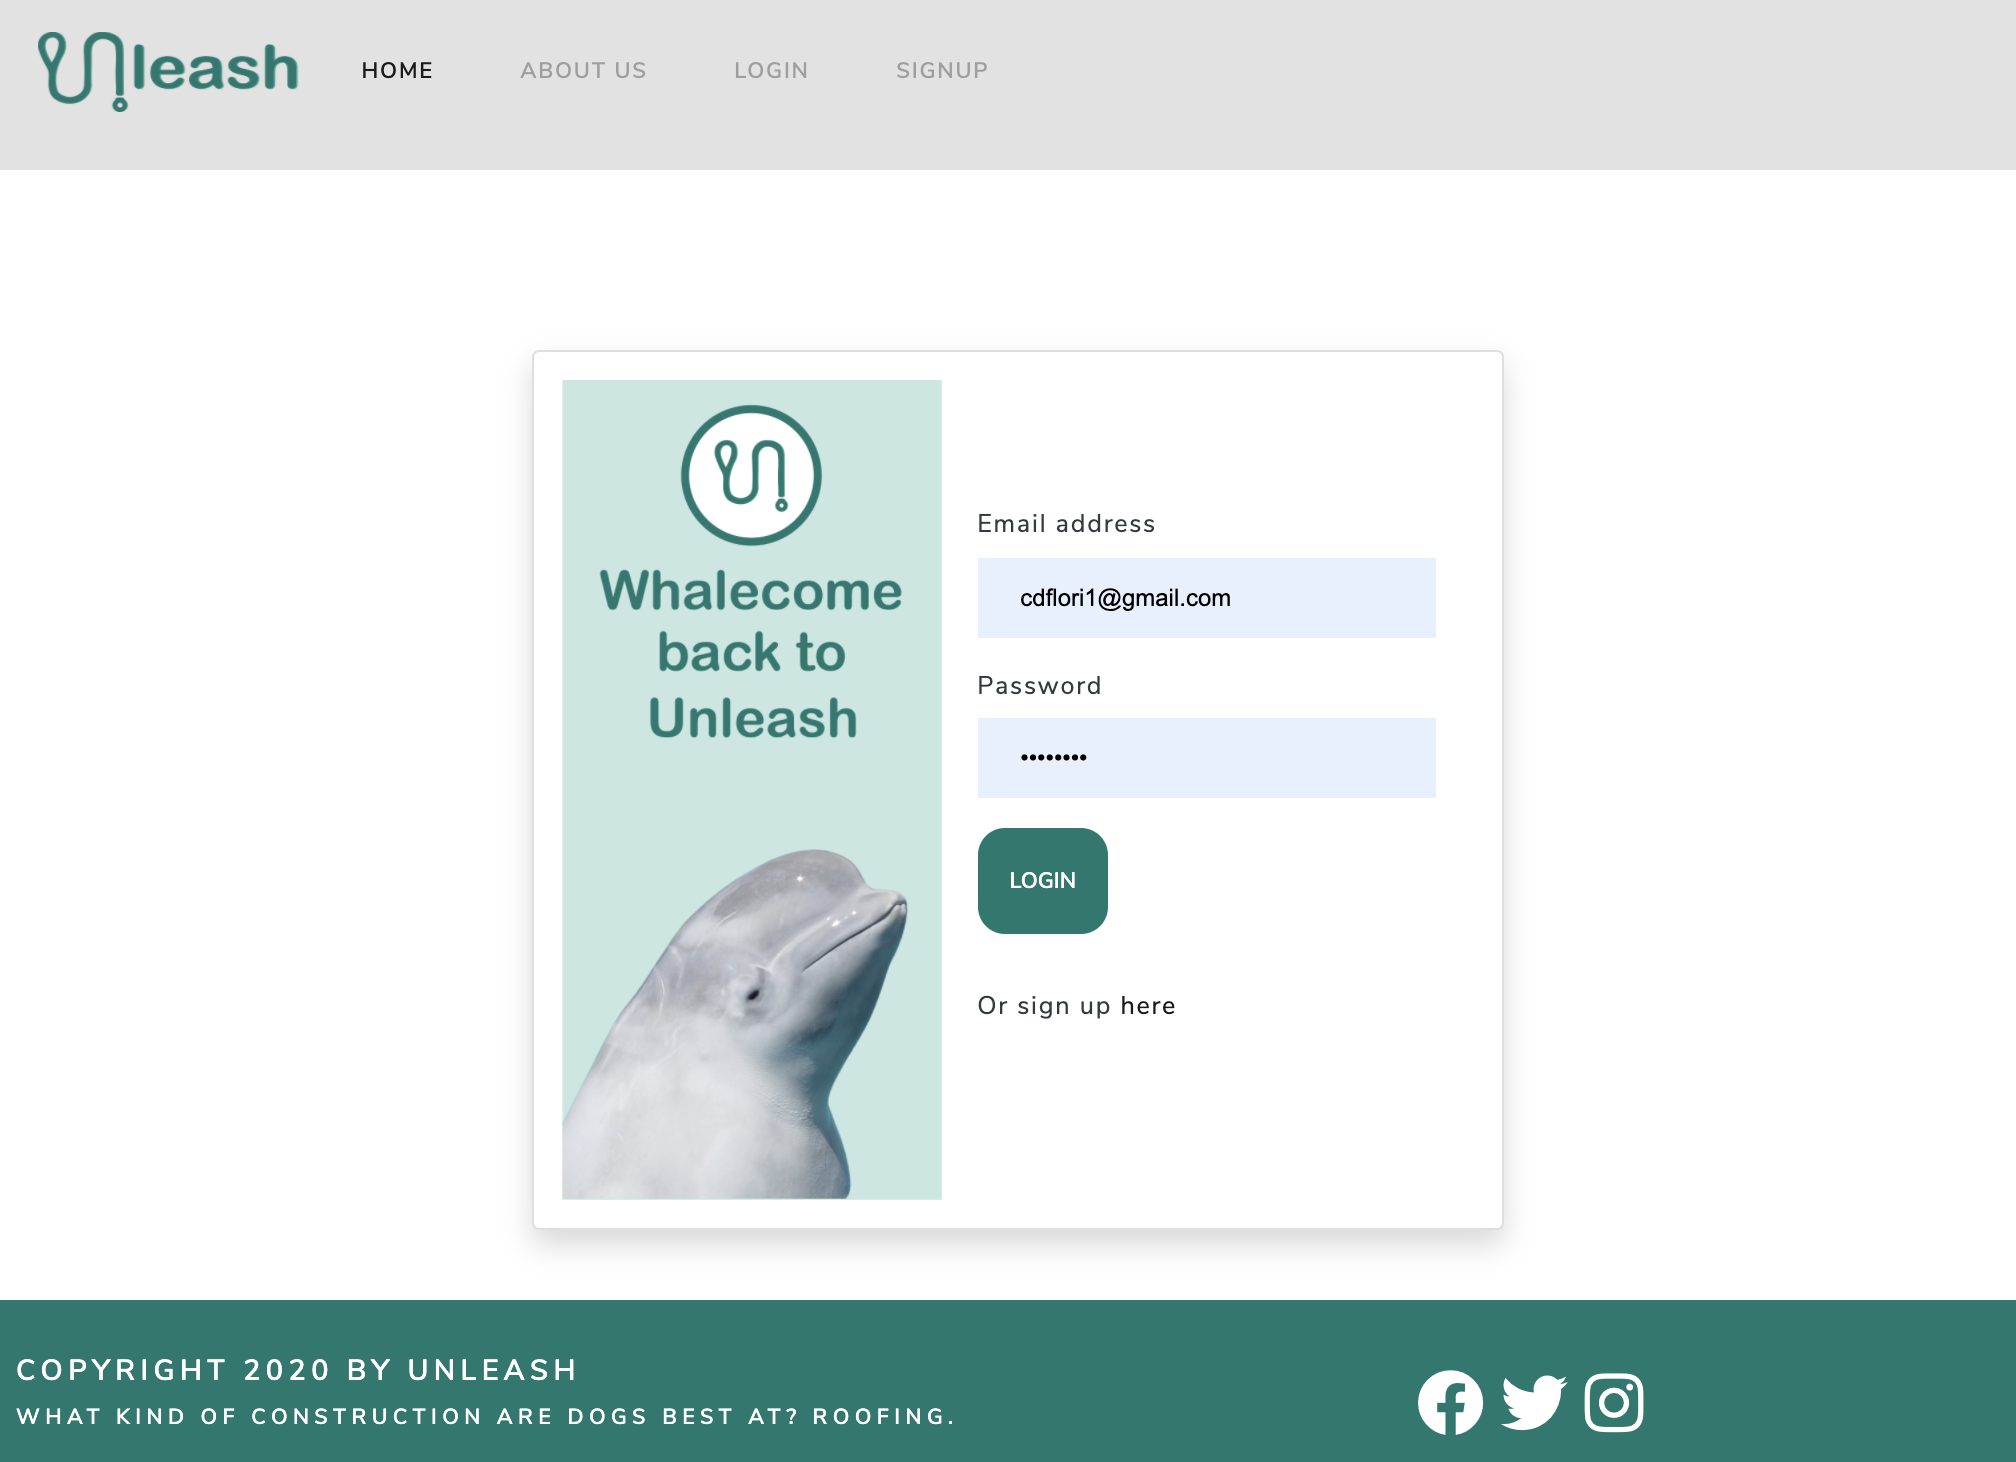 Unleash
HOME ABOUT US LOGIN SIGNUP
Whalecome
back to
Unleash
Email address
cdflori1@gmail.com
Password
••••••••
LOGIN
Or sign up here
COPYRIGHT 2020 BY UNLEASH
WHAT KIND OF CONSTRUCTION ARE DOGS BEST AT? ROOFING.